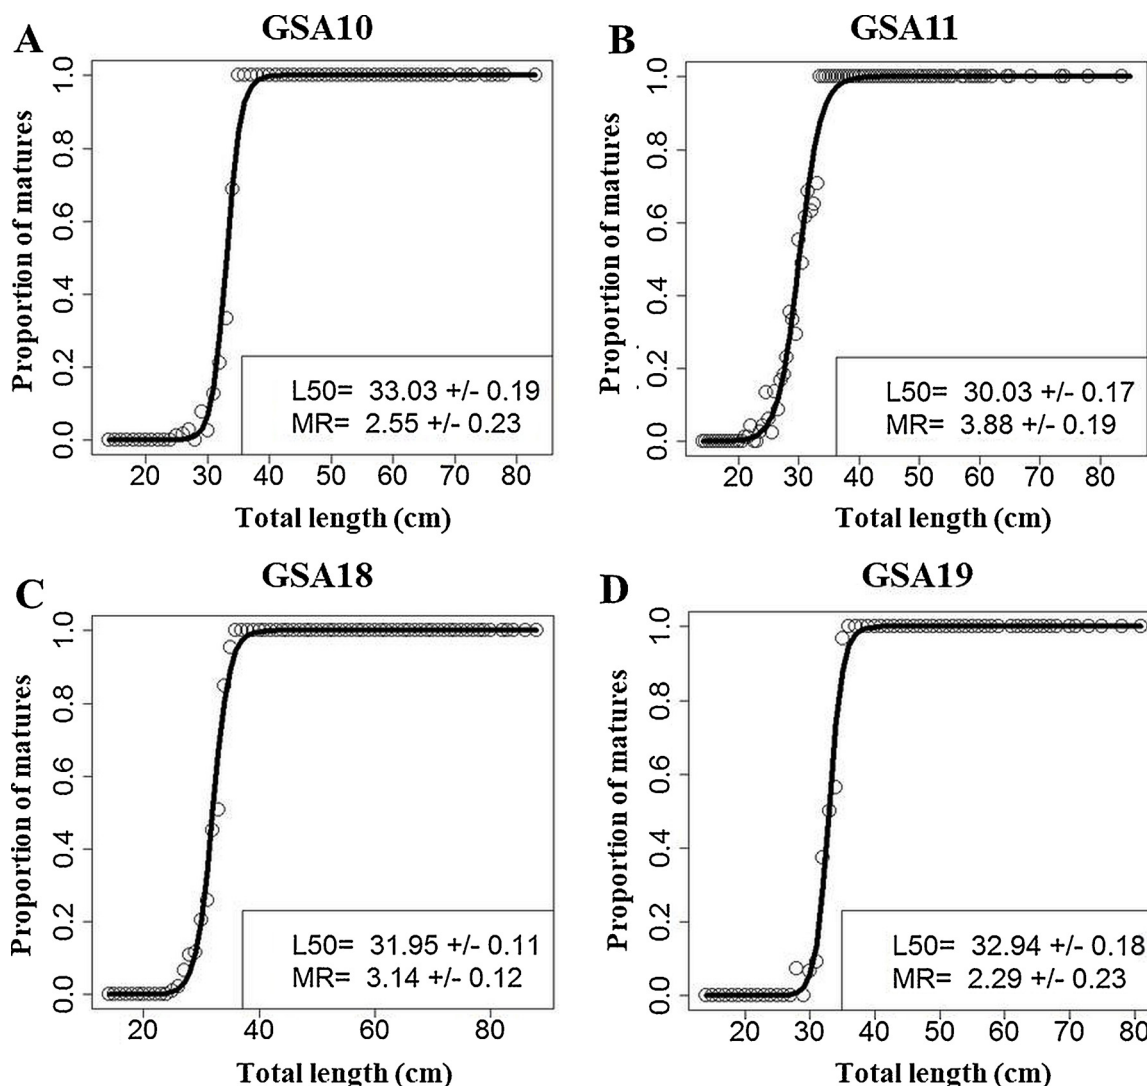 A
GSA10
Proportion of matures
0.0 0.2 0.4 0.6 0.8 1.0
L50= 33.03 +/- 0.19
MR= 2.55 +/- 0.23
20 30 40 50 60 70 80
Total length (cm)
B
GSA11
Proportion of matures
0.0 0.2 0.4 0.6 0.8 1.0
L50= 30.03 +/- 0.17
MR= 3.88 +/- 0.19
20 30 40 50 60 70 80
Total length (cm)
C
GSA18
Proportion of matures
0.0 0.2 0.4 0.6 0.8 1.0
L50= 31.95 +/- 0.11
MR= 3.14 +/- 0.12
20 40 60 80
Total length (cm)
D
GSA19
Proportion of matures
0.0 0.2 0.4 0.6 0.8 1.0
L50= 32.94 +/- 0.18
MR= 2.29 +/- 0.23
20 30 40 50 60 70 80
Total length (cm)